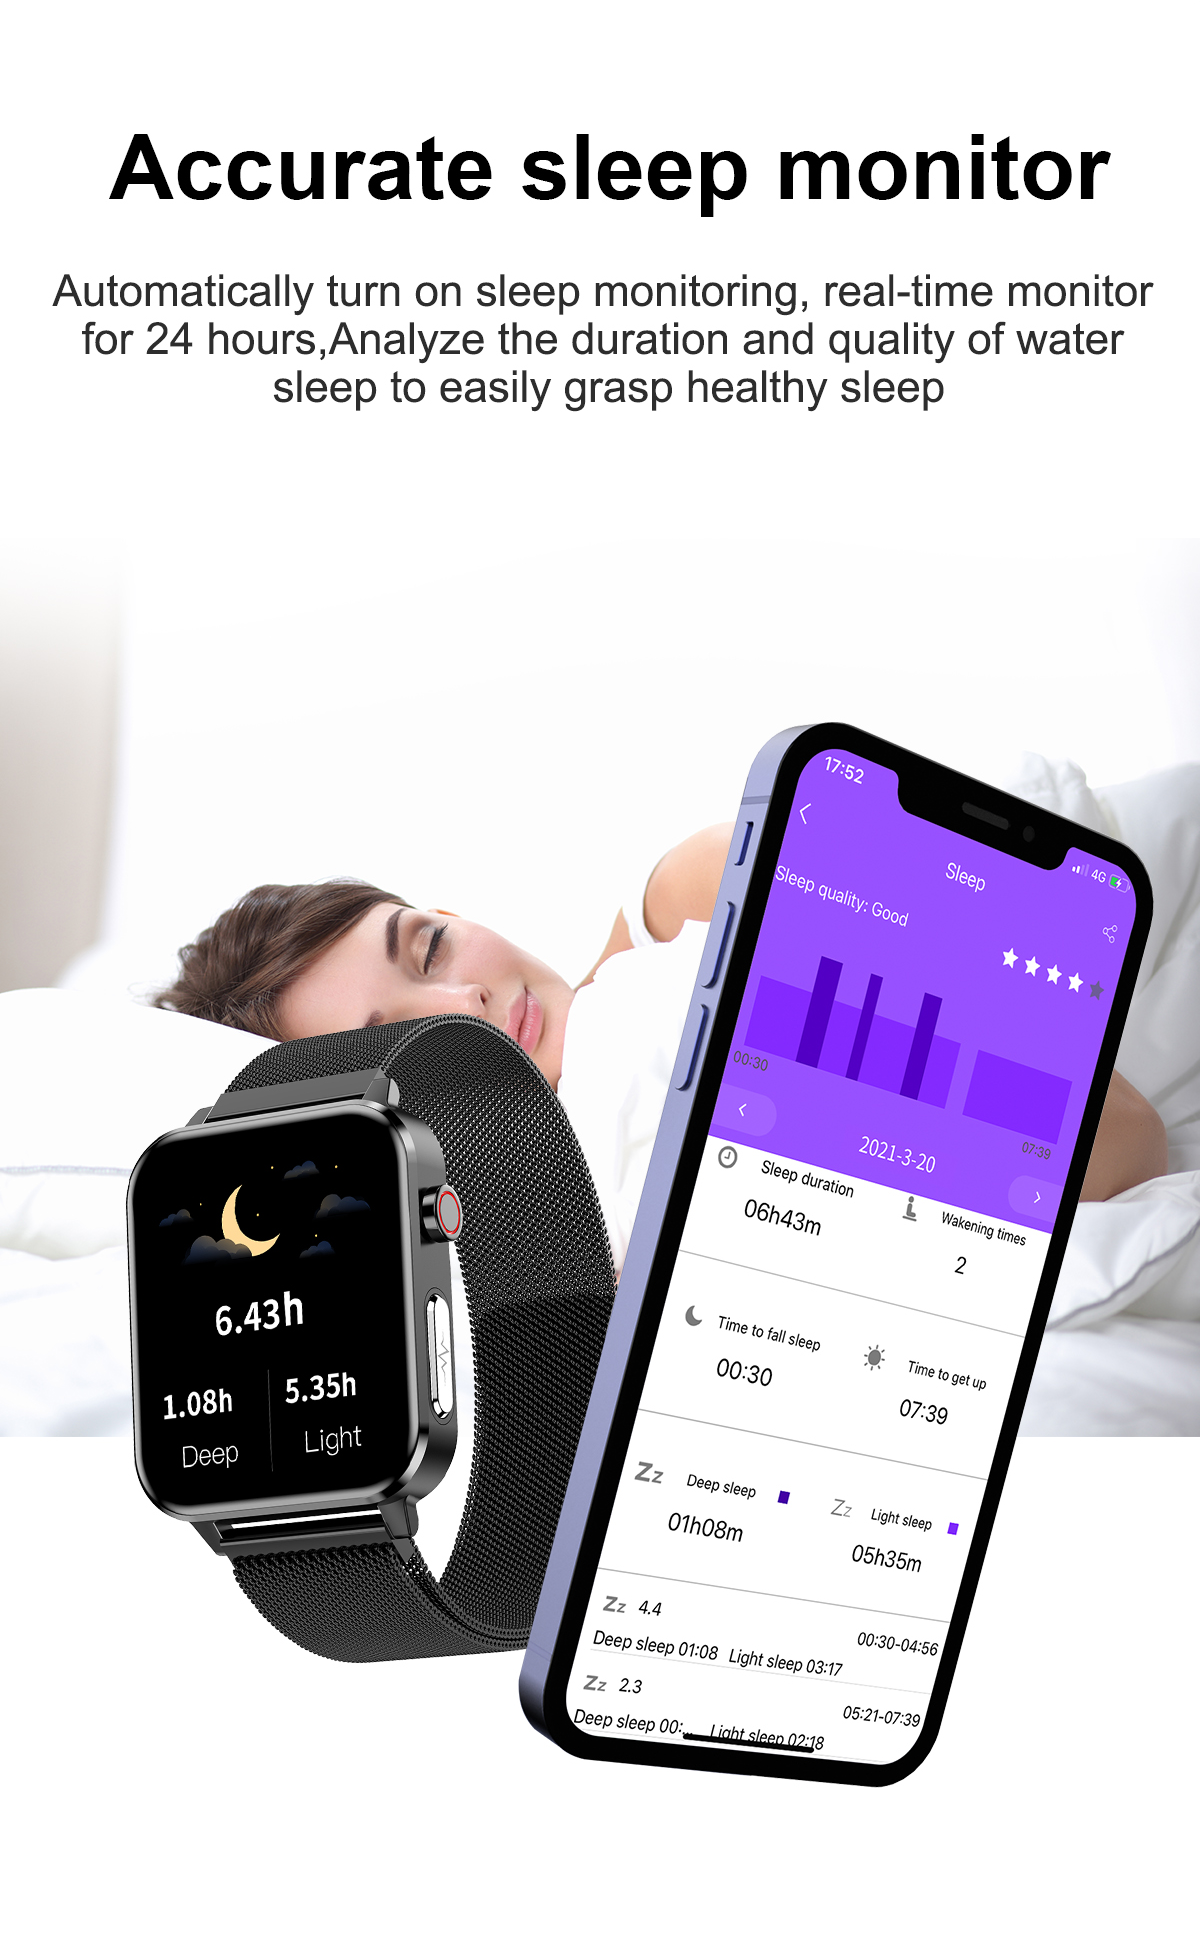 Accurate sleep monitor
Automatically turn on sleep monitoring, real-time monitor
for 24 hours,Analyze the duration and quality of water
sleep to easily grasp healthy sleep
17:52
4G
Sleep
Sleep quality: Good
00:30
07:39
2021-3-20
Sleep duration
06h43m
Wakening times
2
Time to fall sleep
00:30
Time to get up
07:39
Zz Deep sleep
01h08m
Zz Light sleep
05h35m
Zz 4.4
00:30-04:56
Deep sleep 01:08 Light sleep 03:17
Zz 2.3
05:21-07:39
Deep sleep 00:... Light sleep 02:18
6.43h
1.08h
Deep
5.35h
Light